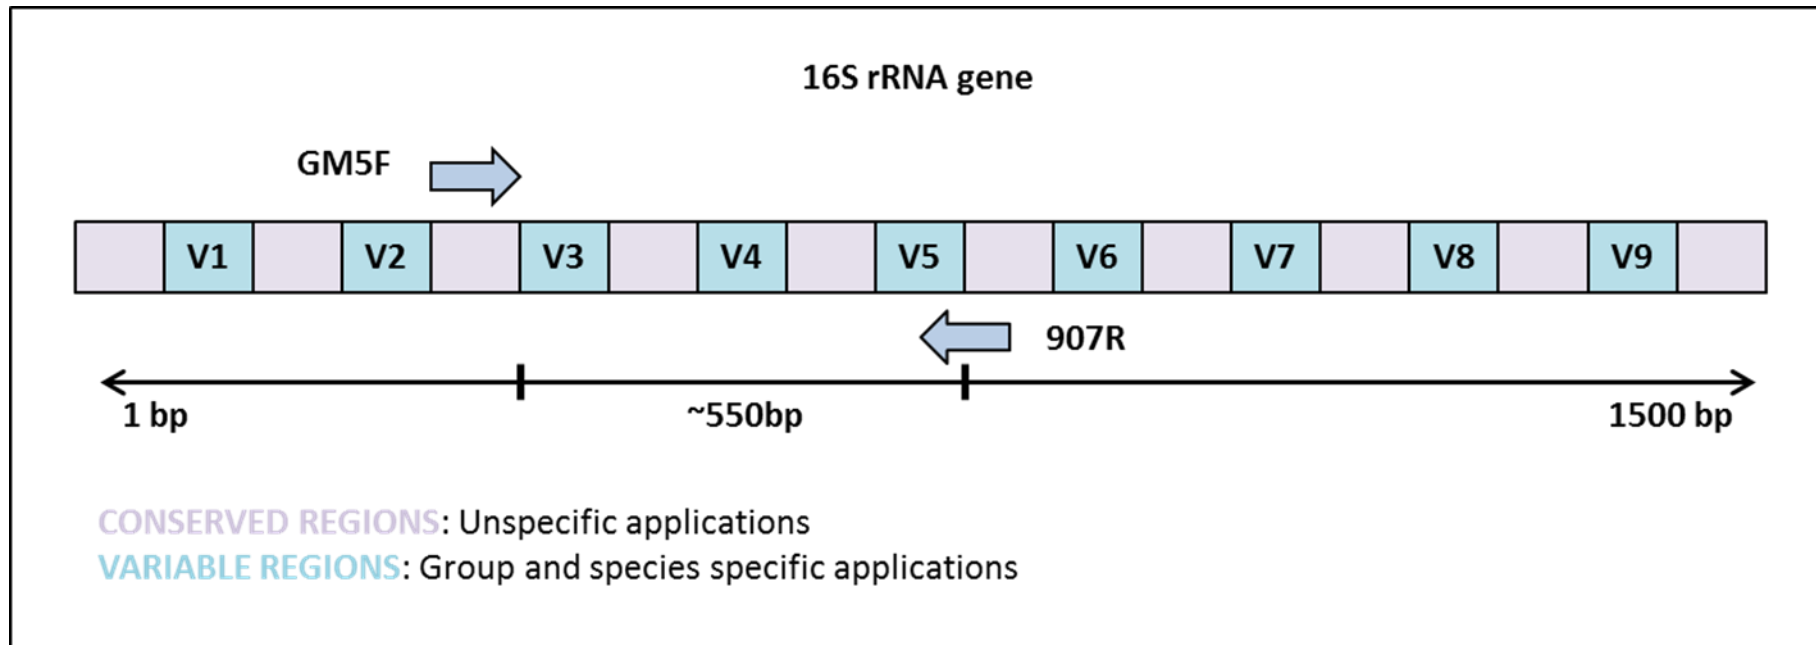 16S rRNA gene
GM5F
V1 V2 V3 V4 V5 V6 V7 V8 V9
907R
1 bp ~550bp 1500 bp
CONSERVED REGIONS: Unspecific applications
VARIABLE REGIONS: Group and species specific applications